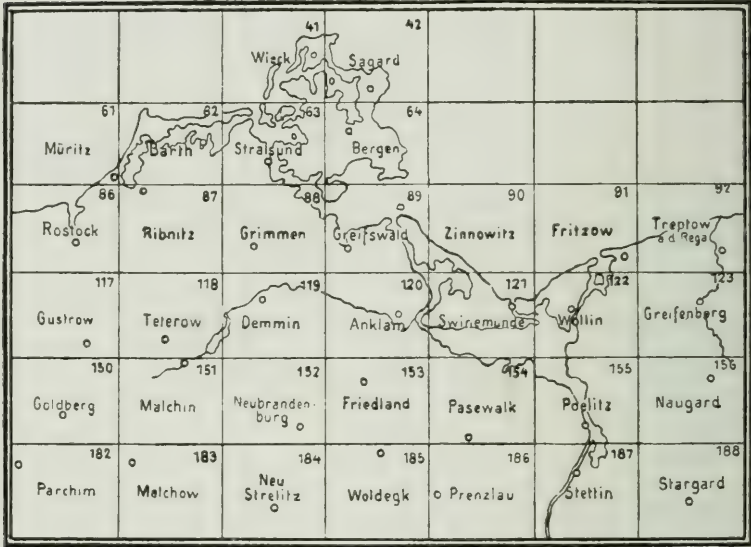 41 42
Wieck Sagard
61 62 63 64
Müritz Barth Stralsund Bergen
86 87 88 89 90 91 92
Rostock Ribnitz Grimmen Greifswald Zinnowitz Fritzow Treptow
a.d. Rega
117 118 119 120 121 122 123
Gustrow Teterow Demmin Anklam Swinemünde Wollin Greifenberg
150 151 152 153 154 155 156
Goldberg Malchin Neubranden-
burg Friedland Pasewalk Pöelitz Naugard
182 183 184 185 186 187 188
Parchim Malchow Neu
Strelitz Woldegk Prenzlau Stettin Stargard